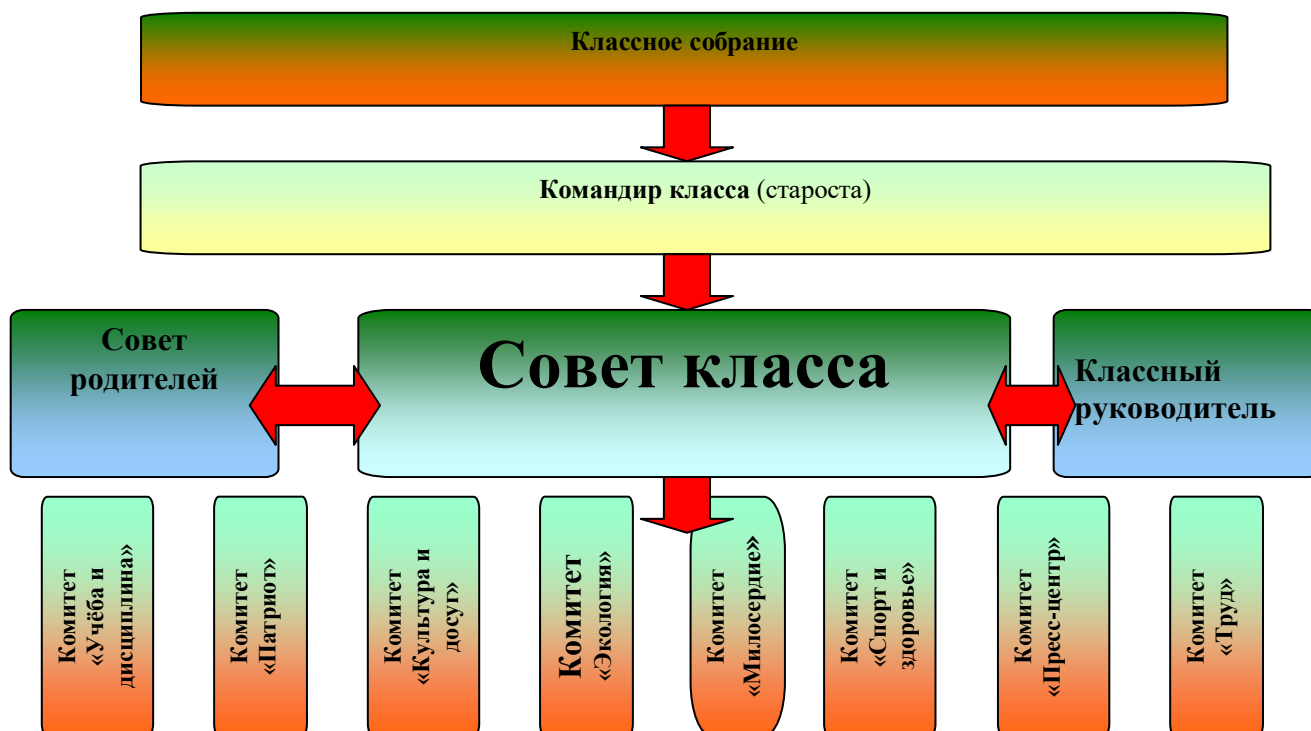 Классное собрание
Командир класса (староста)
Совет
родителей
Совет класса
Классный
руководитель
Комитет
«Учёба и
дисциплина»
Комитет
«Патриот»
Комитет
«Культура и
досуг»
Комитет
«Экология»
Комитет
«Милосердие»
Комитет
«Спорт и
здоровье»
Комитет
«Пресс-центр»
Комитет
«Труд»